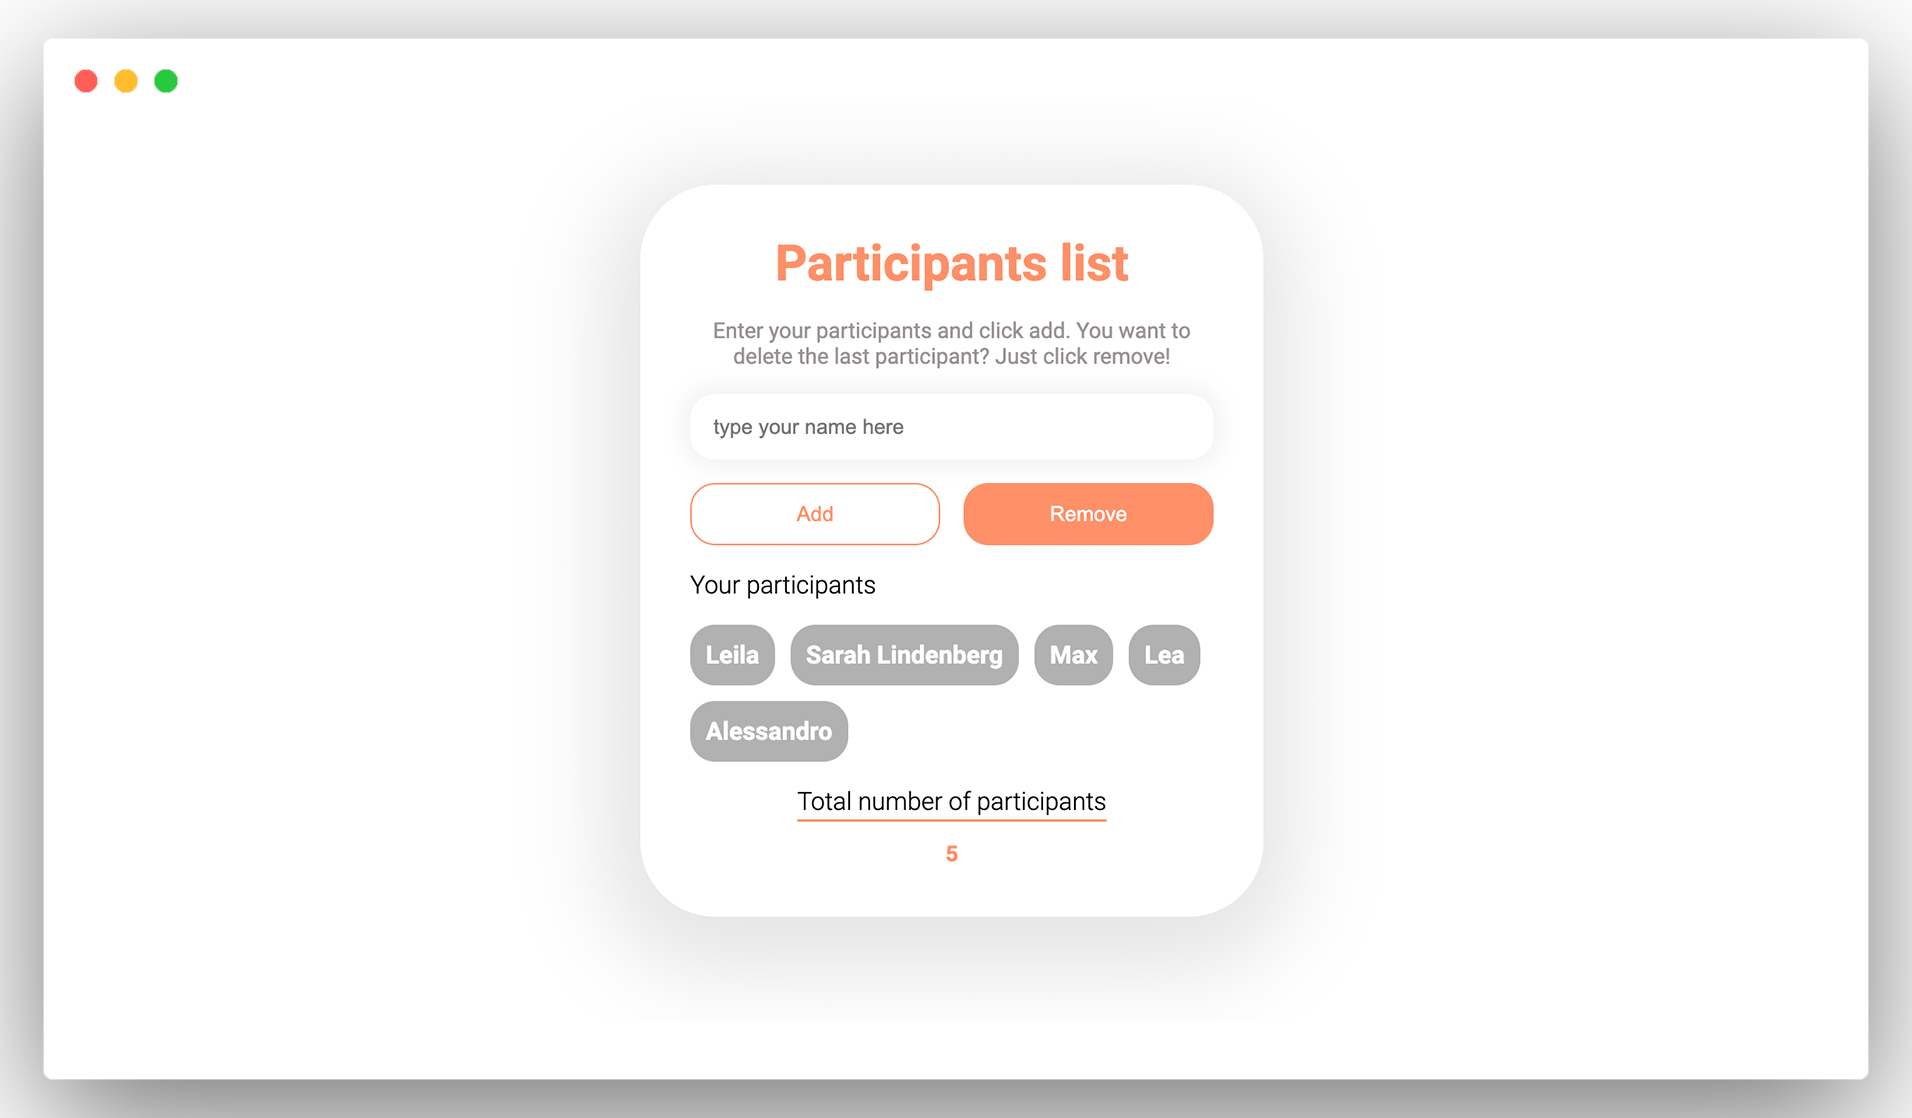 Participants list
Enter your participants and click add. You want to
delete the last participant? Just click remove!
type your name here
Add Remove
Your participants
Leila Sarah Lindenberg Max Lea
Alessandro
Total number of participants
5